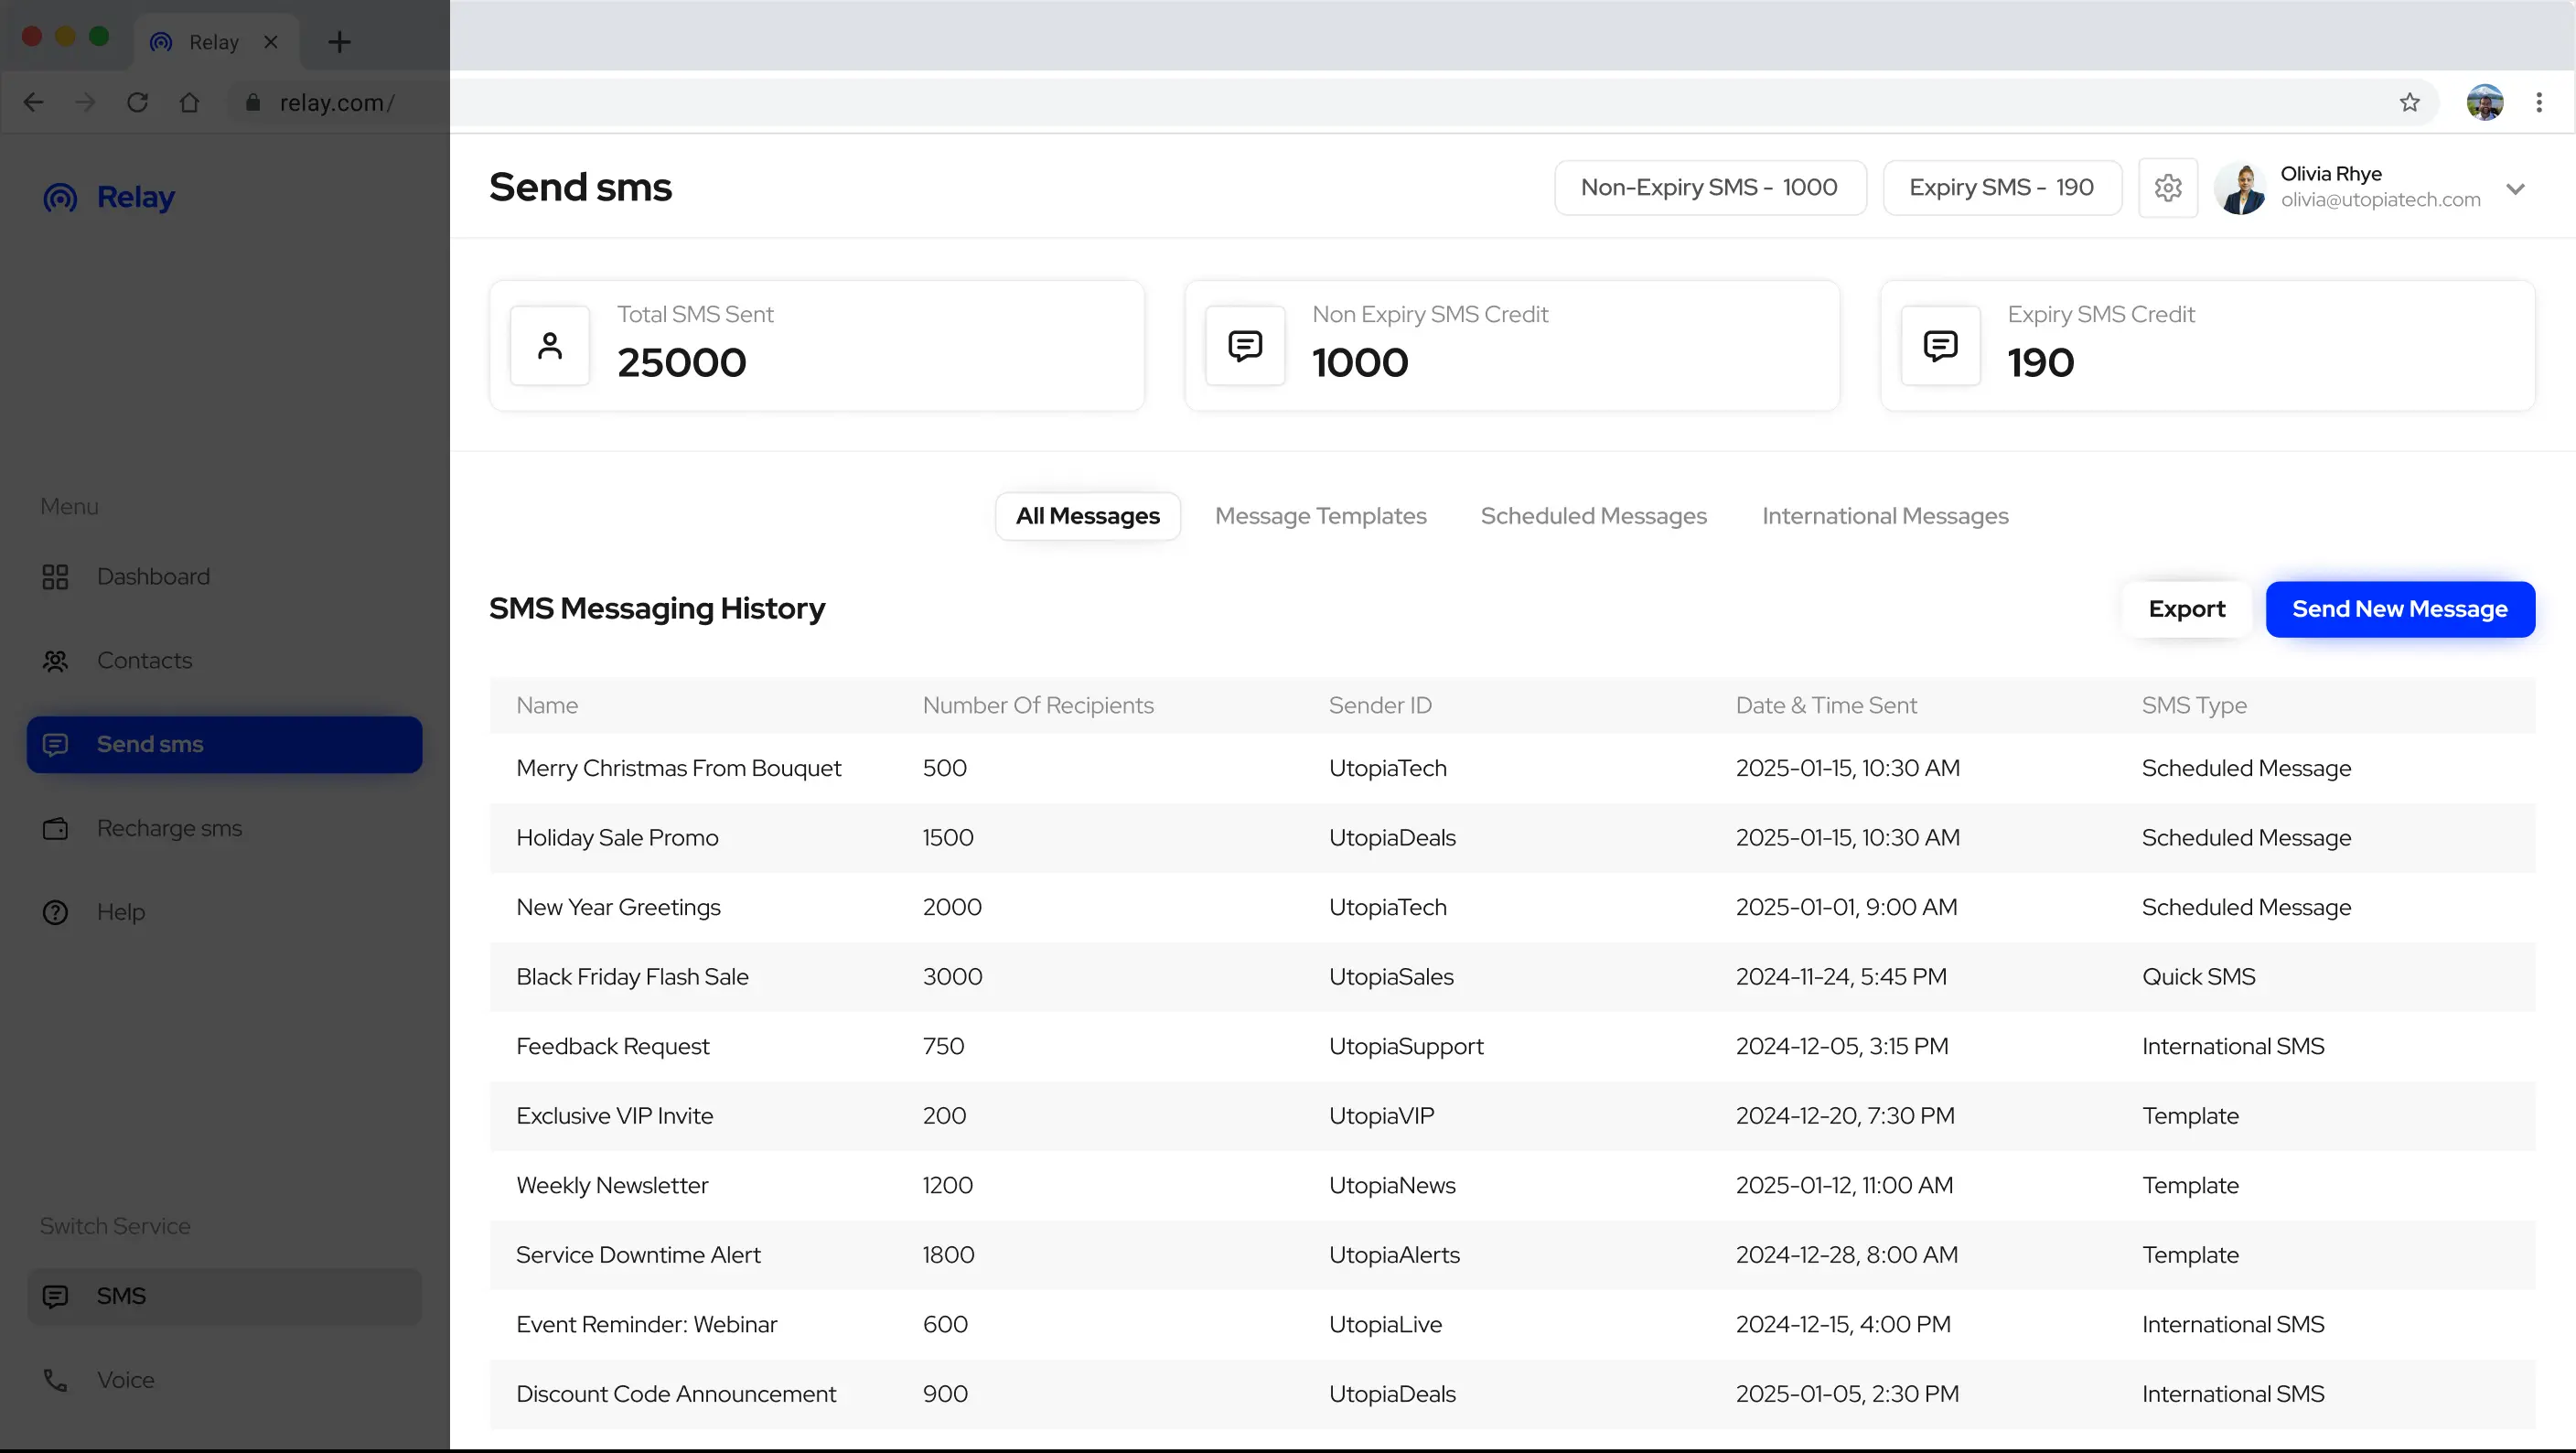 Relay
relay.com/
Relay
Menu
Dashboard
Contacts
Send sms
Recharge sms
Help
Switch Service
SMS
Voice
Send sms
Non-Expiry SMS - 1000
Expiry SMS - 190
Olivia Rhye
olivia@utopiatech.com
Total SMS Sent
25000
Non Expiry SMS Credit
1000
Expiry SMS Credit
190
All Messages
Message Templates
Scheduled Messages
International Messages
SMS Messaging History
Export
Send New Message
Name Number Of Recipients Sender ID Date & Time Sent SMS Type
Merry Christmas From Bouquet 500 UtopiaTech 2025-01-15, 10:30 AM Scheduled Message
Holiday Sale Promo 1500 UtopiaDeals 2025-01-15, 10:30 AM Scheduled Message
New Year Greetings 2000 UtopiaTech 2025-01-01, 9:00 AM Scheduled Message
Black Friday Flash Sale 3000 UtopiaSales 2024-11-24, 5:45 PM Quick SMS
Feedback Request 750 UtopiaSupport 2024-12-05, 3:15 PM International SMS
Exclusive VIP Invite 200 UtopiaVIP 2024-12-20, 7:30 PM Template
Weekly Newsletter 1200 UtopiaNews 2025-01-12, 11:00 AM Template
Service Downtime Alert 1800 UtopiaAlerts 2024-12-28, 8:00 AM Template
Event Reminder: Webinar 600 UtopiaLive 2024-12-15, 4:00 PM International SMS
Discount Code Announcement 900 UtopiaDeals 2025-01-05, 2:30 PM International SMS